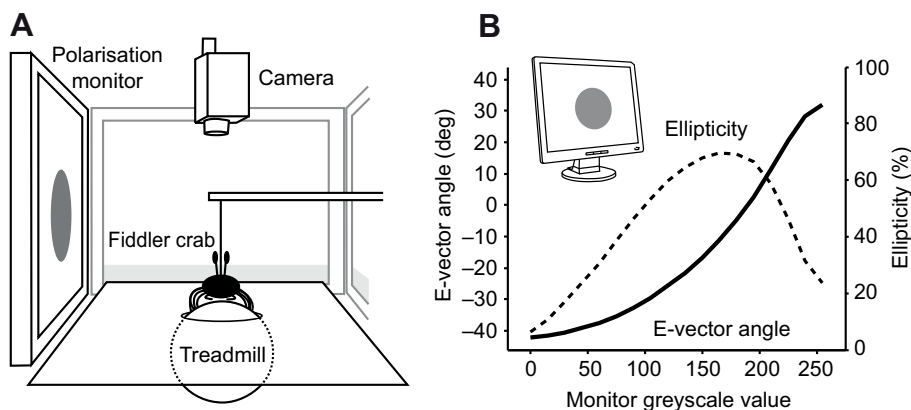 A
Polarisation
monitor
Camera
Fiddler crab
Treadmill
B
E-vector angle (deg)
40
30
20
10
0
–10
–20
–30
–40
Ellipticity
E-vector angle
100
80
60
40
20
0
Ellipticity (%)
0 50 100 150 200 250
Monitor greyscale value